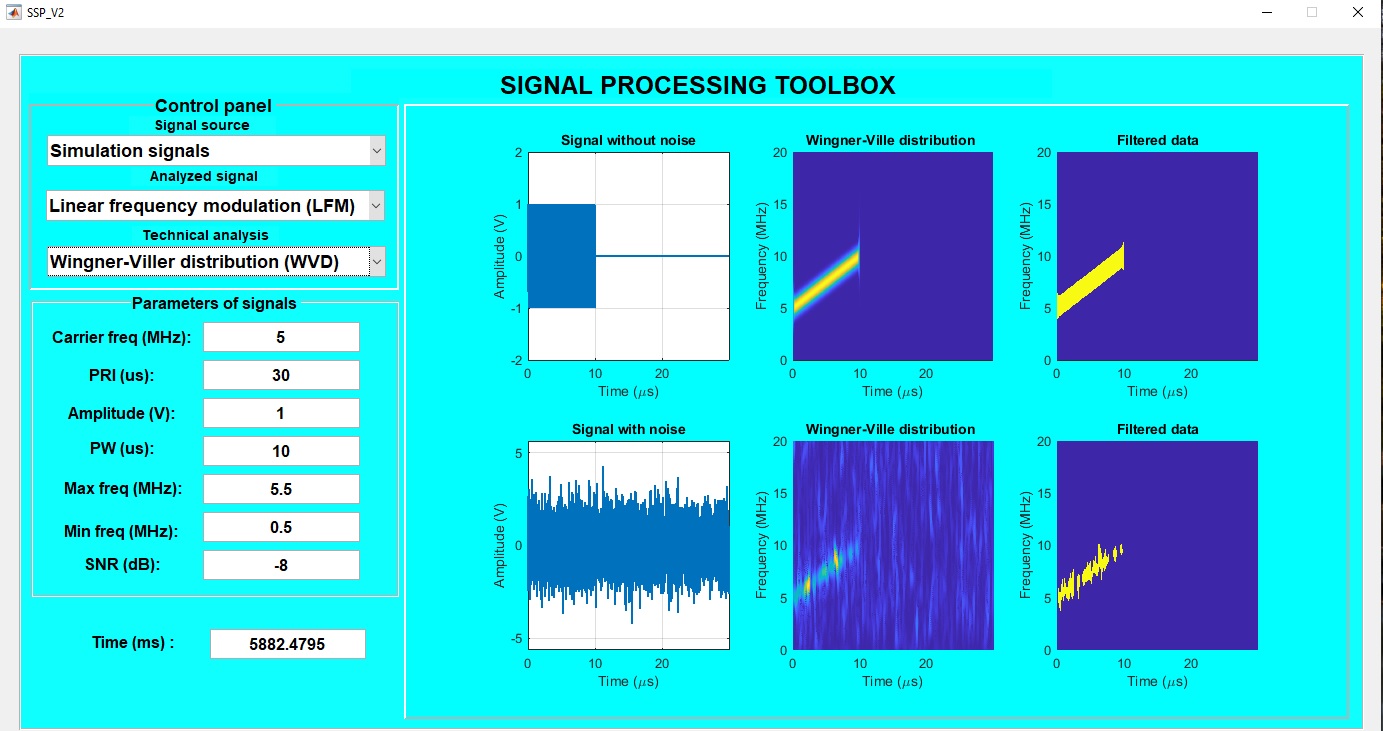 SSP_V2
SIGNAL PROCESSING TOOLBOX
Control panel
Signal source
Simulation signals
Analyzed signal
Linear frequency modulation (LFM)
Technical analysis
Wingner-Viller distribution (WVD)
Parameters of signals
Carrier freq (MHz): 5
PRI (us): 30
Amplitude (V): 1
PW (us): 10
Max freq (MHz): 5.5
Min freq (MHz): 0.5
SNR (dB): -8
Time (ms) : 5882.4795
Signal without noise
2
1
0
-1
-2
Amplitude (V)
0 10 20
Time (μs)
Wingner-Ville distribution
20
15
10
5
0
Frequency (MHz)
0 10 20
Time (μs)
Filtered data
20
15
10
5
0
Frequency (MHz)
0 10 20
Time (μs)
Signal with noise
5
0
-5
Amplitude (V)
0 10 20
Time (μs)
Wingner-Ville distribution
20
15
10
5
0
Frequency (MHz)
0 10 20
Time (μs)
Filtered data
20
15
10
5
0
Frequency (MHz)
0 10 20
Time (μs)